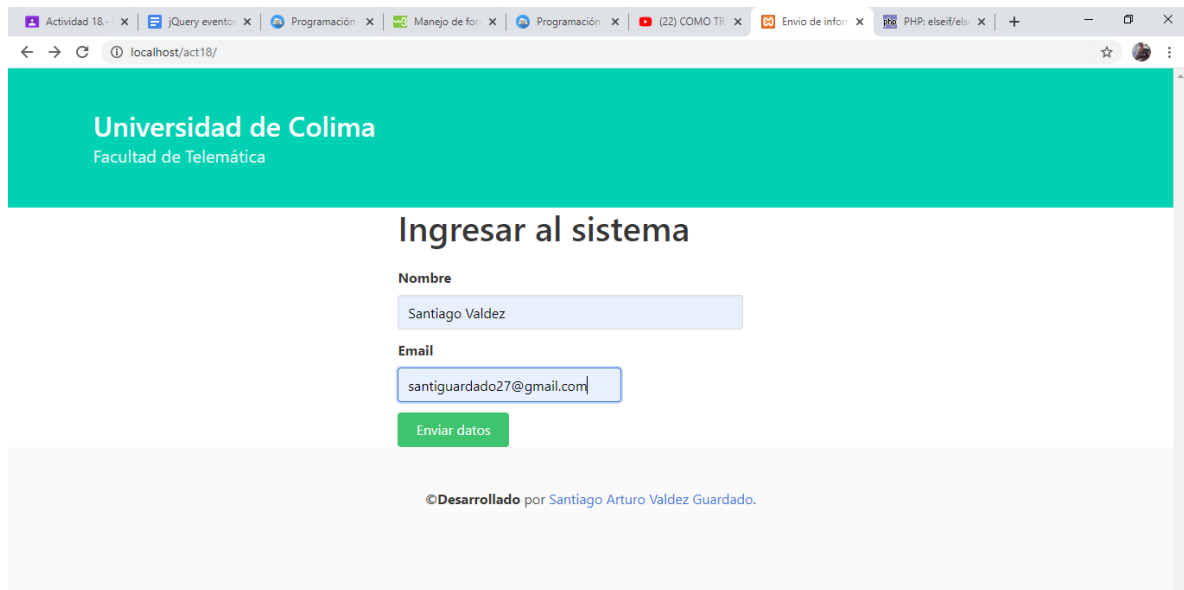 Actividad 18.-
jQuery evento
Programación
Manejo de for
Programación
(22) COMO TR
Envio de infor
php
PHP: elseif/els
localhost/act18/
Universidad de Colima
Facultad de Telemática
Ingresar al sistema
Nombre
Santiago Valdez
Email
santiguardado27@gmail.com
Enviar datos
©Desarrollado por Santiago Arturo Valdez Guardado.